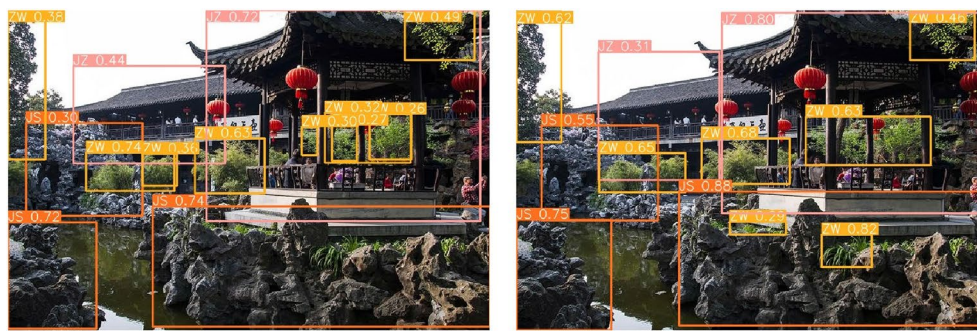 ZW 0.38
JZ 0.72
ZW 0.49
JZ 0.44
ZW 0.32
ZW 0.26
ZW 0.30
0.27
JS 0.30
ZW 0.63
ZW 0.74
ZW 0.36
JS 0.74
JS 0.72
ZW 0.62
JZ 0.80
ZW 0.46
JZ 0.31
ZW 0.63
JS 0.55
ZW 0.68
ZW 0.65
JS 0.88
JS 0.75
ZW 0.29
ZW 0.82